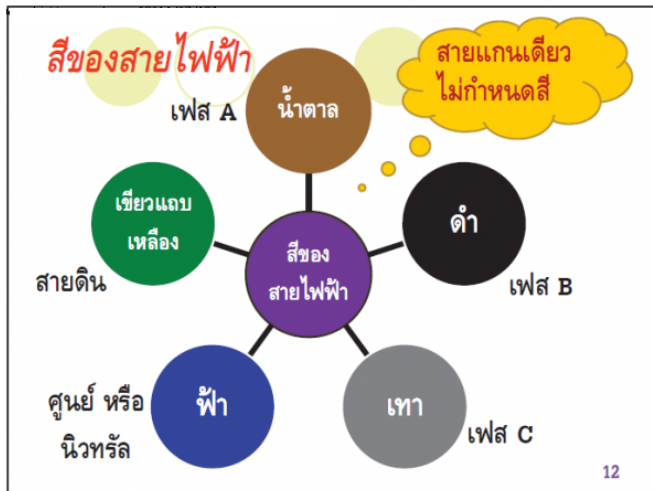 สีของสายไฟฟ้า
สายแกนเดียว
ไม่กำหนดสี
เฟส A
น้ำตาล
เขียวแถบ
เหลือง
สายดิน
ดำ
เฟส B
สีของ
สายไฟฟ้า
ศูนย์ หรือ
นิวทรัล
ฟ้า
เทา
เฟส C
12